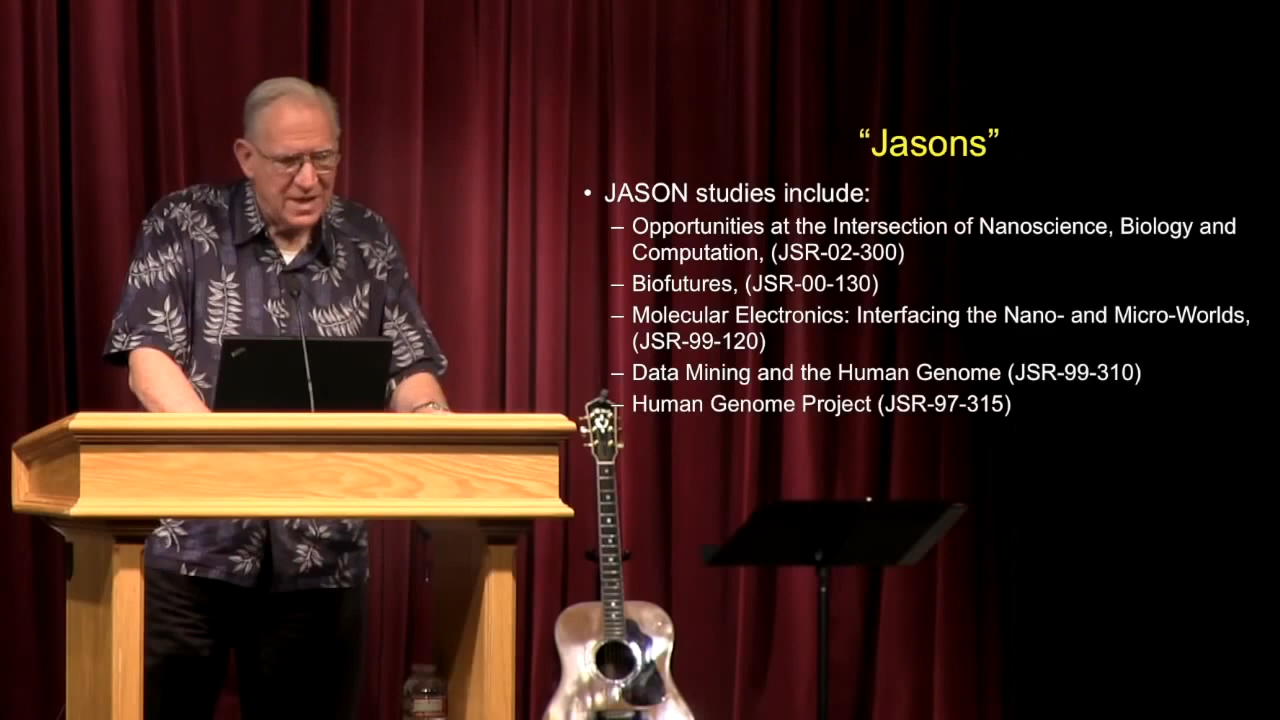 “Jasons”
• JASON studies include:
– Opportunities at the Intersection of Nanoscience, Biology and
Computation, (JSR-02-300)
– Biofutures, (JSR-00-130)
– Molecular Electronics: Interfacing the Nano- and Micro-Worlds,
(JSR-99-120)
– Data Mining and the Human Genome (JSR-99-310)
– Human Genome Project (JSR-97-315)